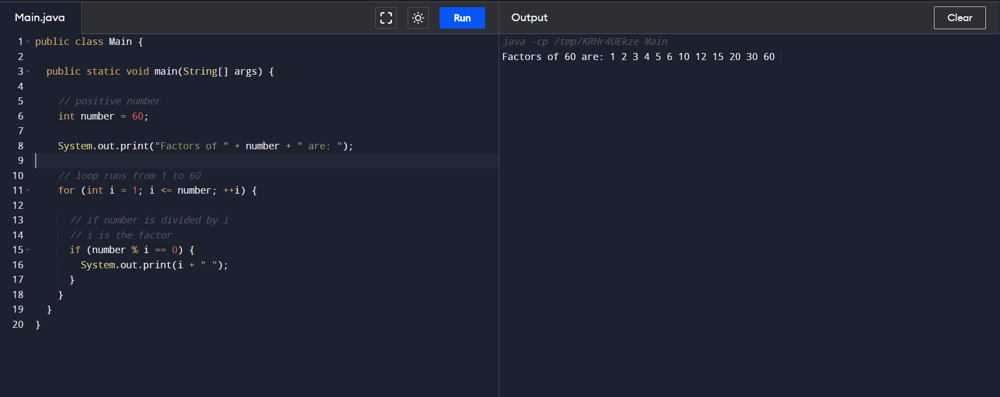 Main.java
Run
Output
Clear
1 public class Main {
2
3 public static void main(String[] args) {
4
5 // positive number
6 int number = 60;
7
8 System.out.print("Factors of " + number + " are: ");
9
10 // loop runs from 1 to 60
11 for (int i = 1; i <= number; ++i) {
12
13 // if number is divided by i
14 // i is the factor
15 if (number % i == 0) {
16 System.out.print(i + " ");
17 }
18 }
19 }
20 }
java -cp /tmp/KRHr4UEkze Main
Factors of 60 are: 1 2 3 4 5 6 10 12 15 20 30 60